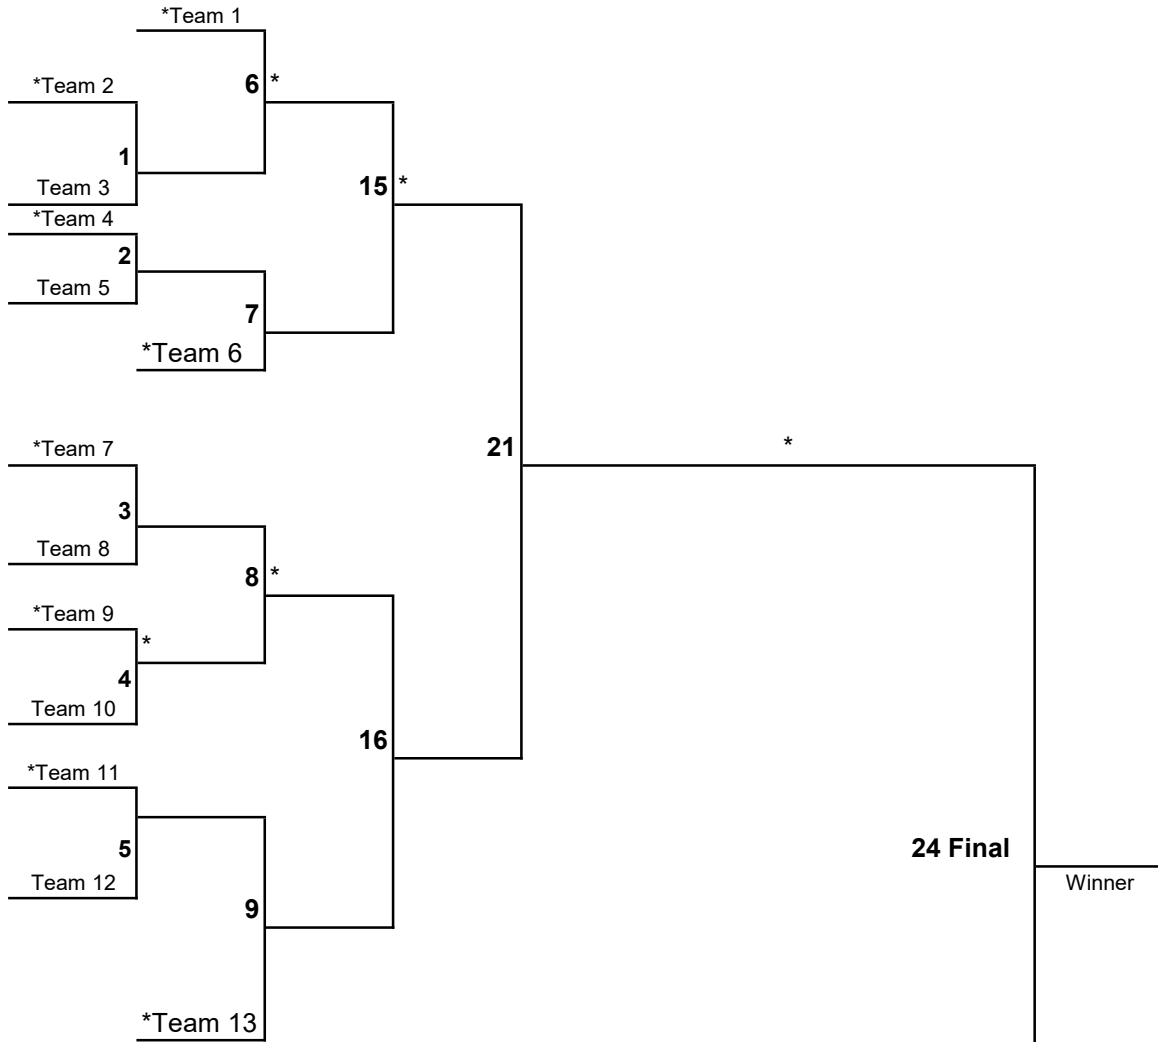 *Team 1
*Team 2
6 *
1
Team 3
15 *
*Team 4
2
Team 5
7
*Team 6
*Team 7
21
*
3
Team 8
8 *
*Team 9
*
4
Team 10
16
*Team 11
5
24 Final
Team 12
Winner
9
*Team 13